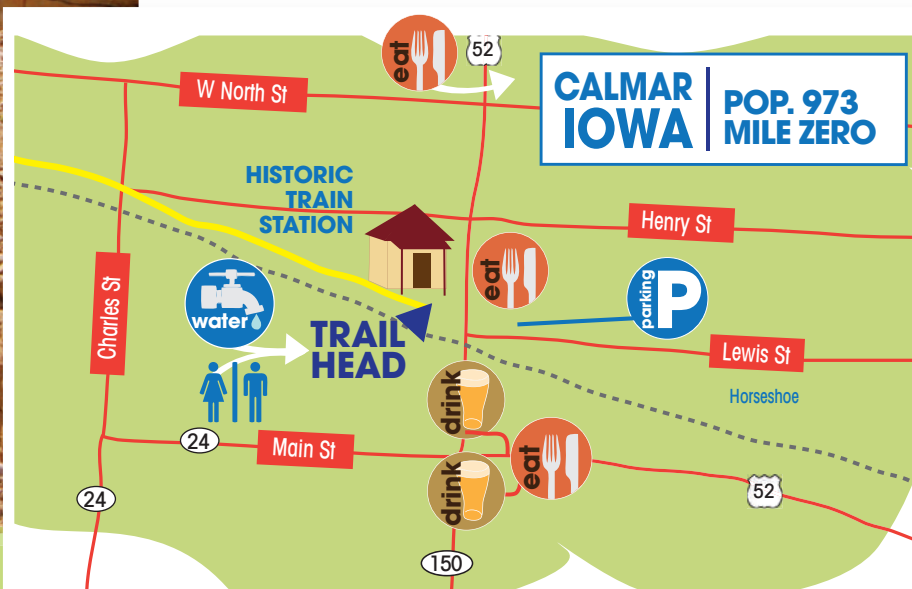 eat
52
CALMAR
IOWA
POP. 973
MILE ZERO
W North St
HISTORIC
TRAIN
STATION
Henry St
eat
parking
P
water
Charles St
TRAIL
HEAD
Lewis St
Horseshoe
drink
24
Main St
eat
drink
24
52
150